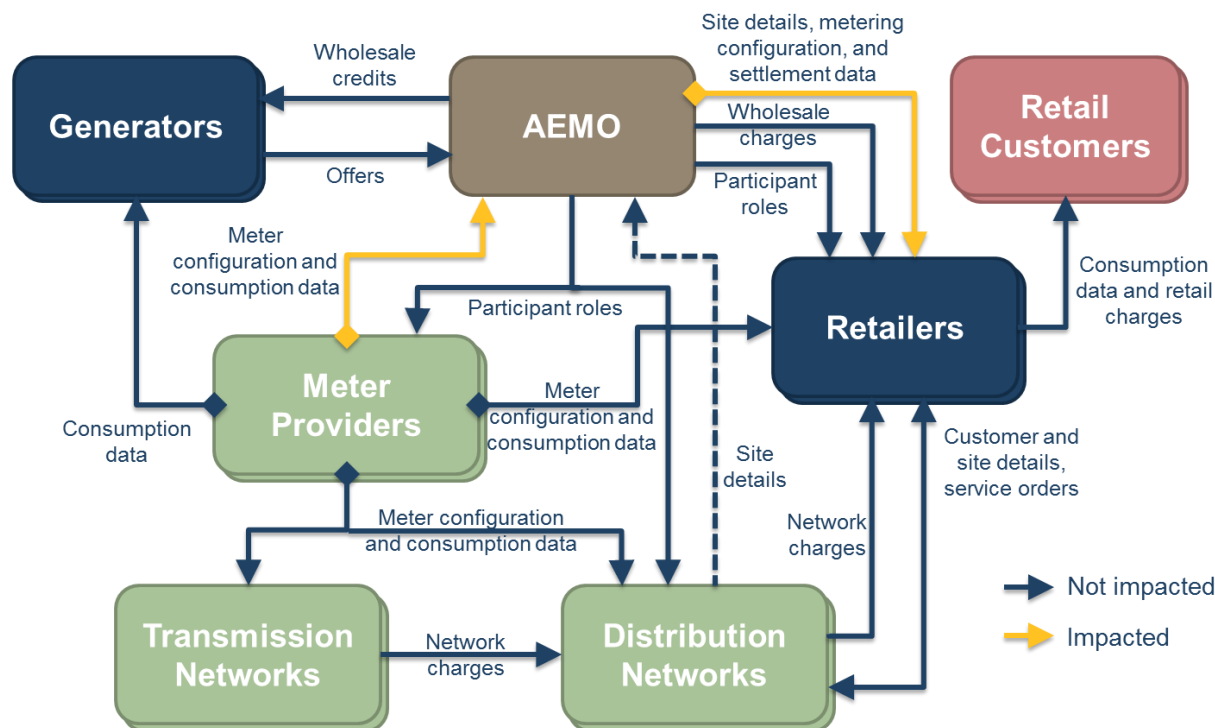 Wholesale
credits
Site details, metering
configuration, and
settlement data
Generators
AEMO
Retail
Customers
Wholesale
charges
Offers
Participant
roles
Meter
configuration and
consumption data
Consumption
data and retail
charges
Participant roles
Retailers
Meter
Providers
Meter
configuration and
consumption data
Consumption
data
Site
details
Customer and
site details,
service orders
Meter configuration
and consumption data
Network
charges
Not impacted
Impacted
Transmission
Networks
Network
charges
Distribution
Networks